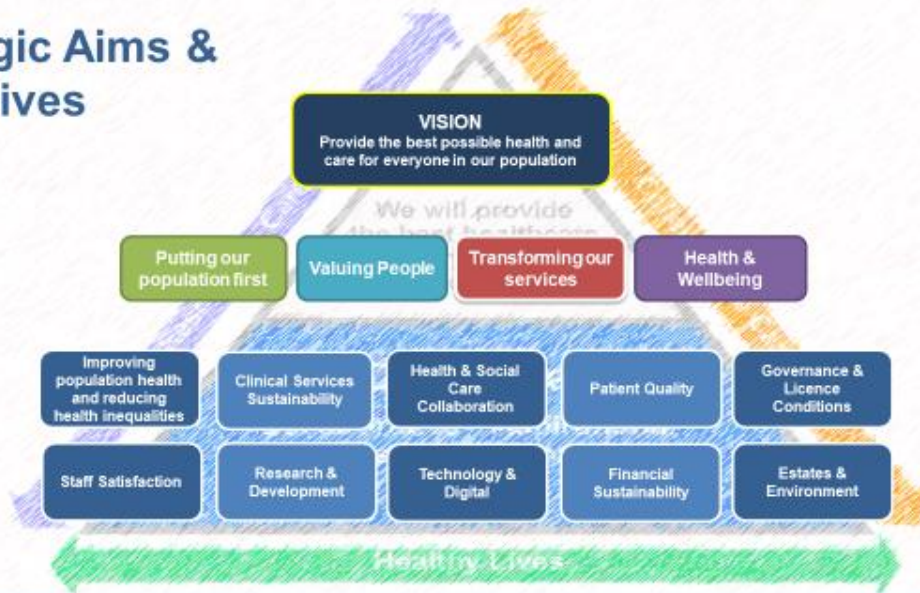 gic Aims &
ives
VISION
Provide the best possible health and
care for everyone in our population
We will provide
the best healthcare
Putting our
population first
Valuing People
Transforming our
services
Health &
Wellbeing
Improving
population health
and reducing
health inequalities
Clinical Services
Sustainability
Health & Social
Care
Collaboration
Patient Quality
Governance &
Licence
Conditions
Staff Satisfaction
Research &
Development
Technology &
Digital
Financial
Sustainability
Estates &
Environment
Healthy Lives